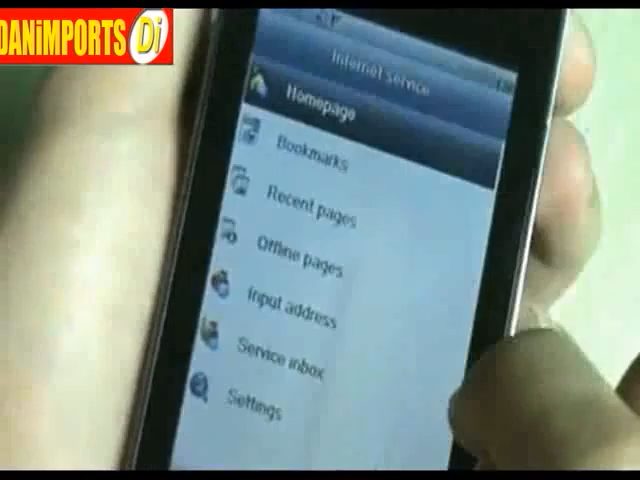 DANiMPORTS Di
Internet service
Homepage
Bookmarks
Recent pages
Offline pages
Input address
Service inbox
Settings